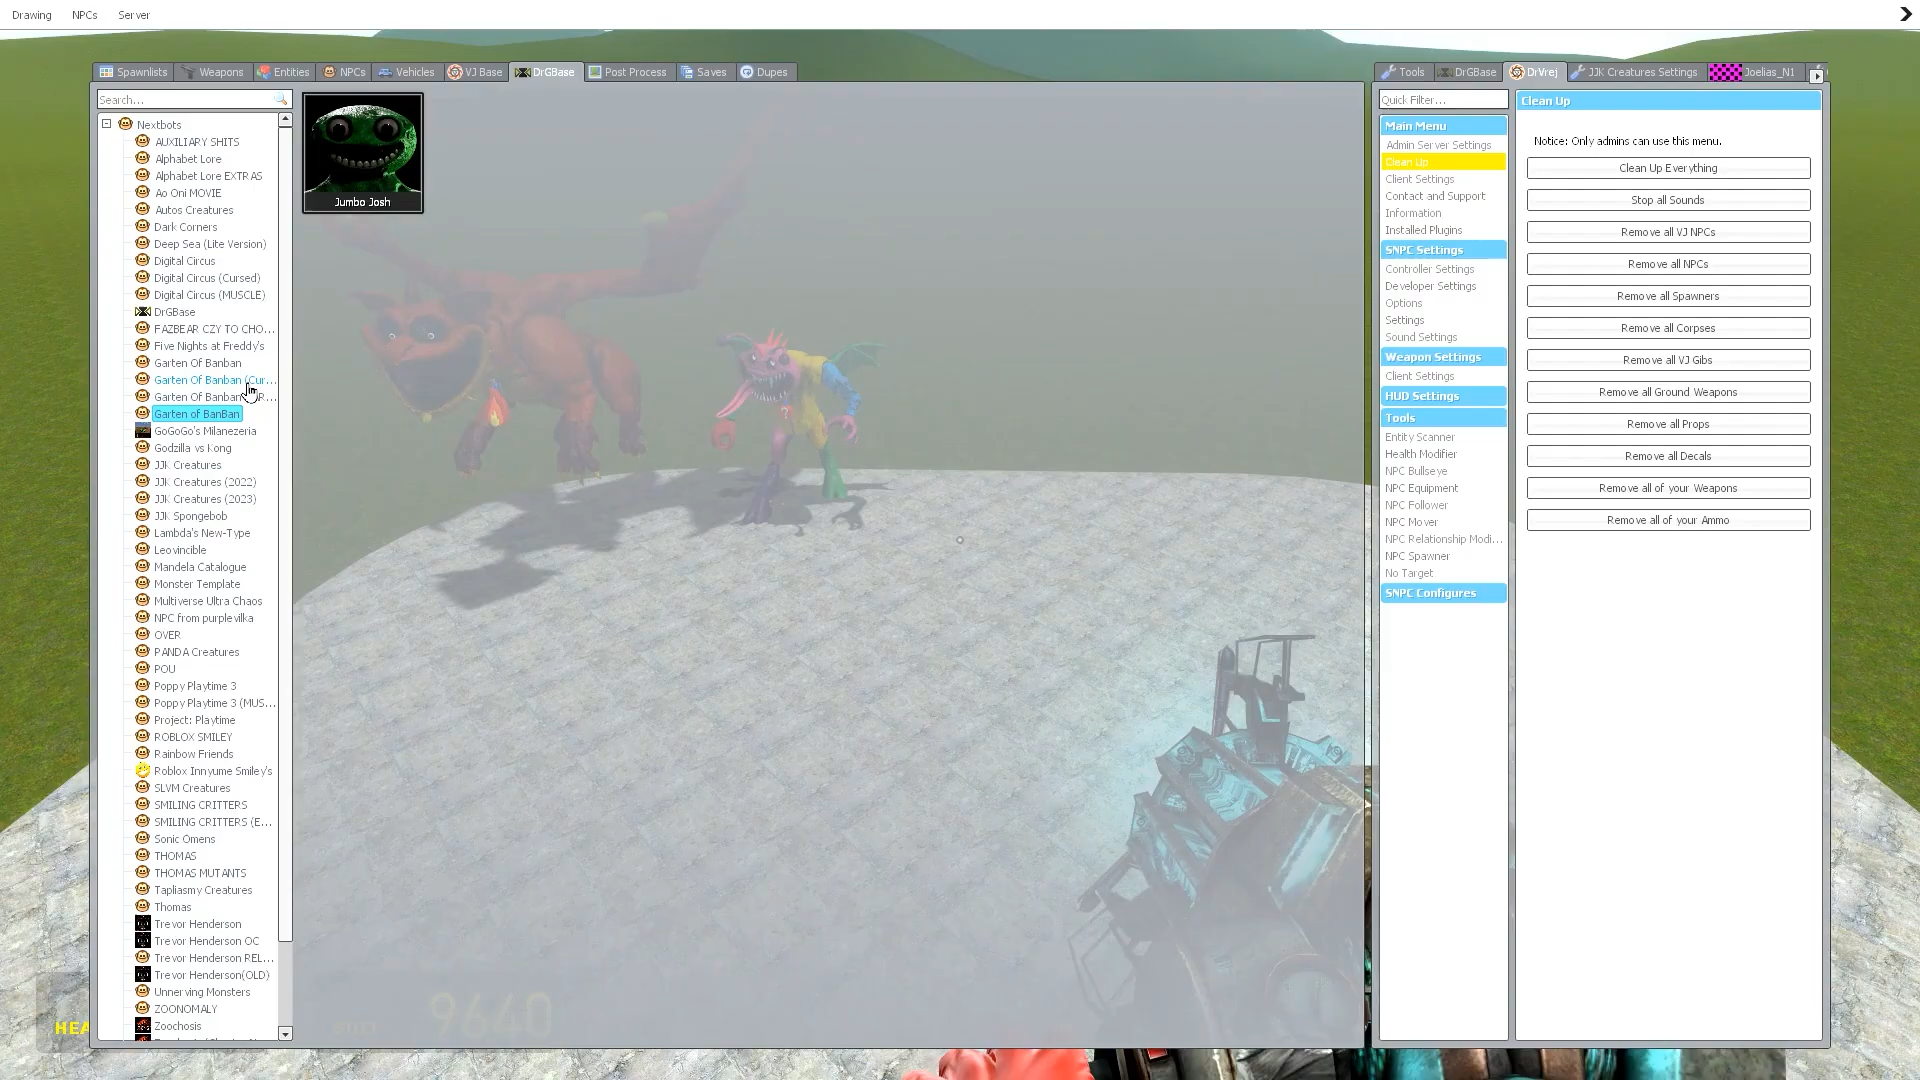 Drawing NPCs Server
Spawnlists Weapons Entities NPCs Vehicles VJ Base DrGBase Post Process Saves Dupes
Search...
Nextbots
AUXILIARY SHITS
Alphabet Lore
Alphabet Lore EXTRAS
Ao Oni MOVIE
Autos Creatures
Dark Corners
Deep Sea (Lite Version)
Digital Circus
Digital Circus (Cursed)
Digital Circus (MUSCLE)
DrGBase
FAZBEAR CZY TO CHO...
Five Nights at Freddy's
Garten Of Banban
Garten Of Banban (Cur...
Garten Of Banban R...
Garten of BanBan
GoGoGo's Milanezeria
Godzilla vs Kong
JJK Creatures
JJK Creatures (2022)
JJK Creatures (2023)
JJK Spongebob
Lambda's New-Type
Leovincible
Mandela Catalogue
Monster Template
Multiverse Ultra Chaos
NPC from purplevilka
OVER
PANDA Creatures
POU
Poppy Playtime 3
Poppy Playtime 3 (MUS...
Project: Playtime
ROBLOX SMILEY
Rainbow Friends
Roblox Innyume Smiley's
SLVM Creatures
SMILING CRITTERS
SMILING CRITTERS (E...
Sonic Omens
THOMAS
THOMAS MUTANTS
Tapliasmy Creatures
Thomas
Trevor Henderson
Trevor Henderson OC
Trevor Henderson REL...
Trevor Henderson(OLD)
Unnerving Monsters
ZOONOMALY
Zoochosis
Jumbo Josh
HEA
9640
Tools DrGBase DrVrej JJK Creatures Settings Joelias_N1
Quick Filter...
Main Menu
Admin Server Settings
Clean Up
Client Settings
Contact and Support
Information
Installed Plugins
SNPC Settings
Controller Settings
Developer Settings
Options
Settings
Sound Settings
Weapon Settings
Client Settings
HUD Settings
Tools
Entity Scanner
Health Modifier
NPC Bullseye
NPC Equipment
NPC Follower
NPC Mover
NPC Relationship Modi...
NPC Spawner
No Target
SNPC Configures
Clean Up
Notice: Only admins can use this menu.
Clean Up Everything
Stop all Sounds
Remove all VJ NPCs
Remove all NPCs
Remove all Spawners
Remove all Corpses
Remove all VJ Gibs
Remove all Ground Weapons
Remove all Props
Remove all Decals
Remove all of your Weapons
Remove all of your Ammo